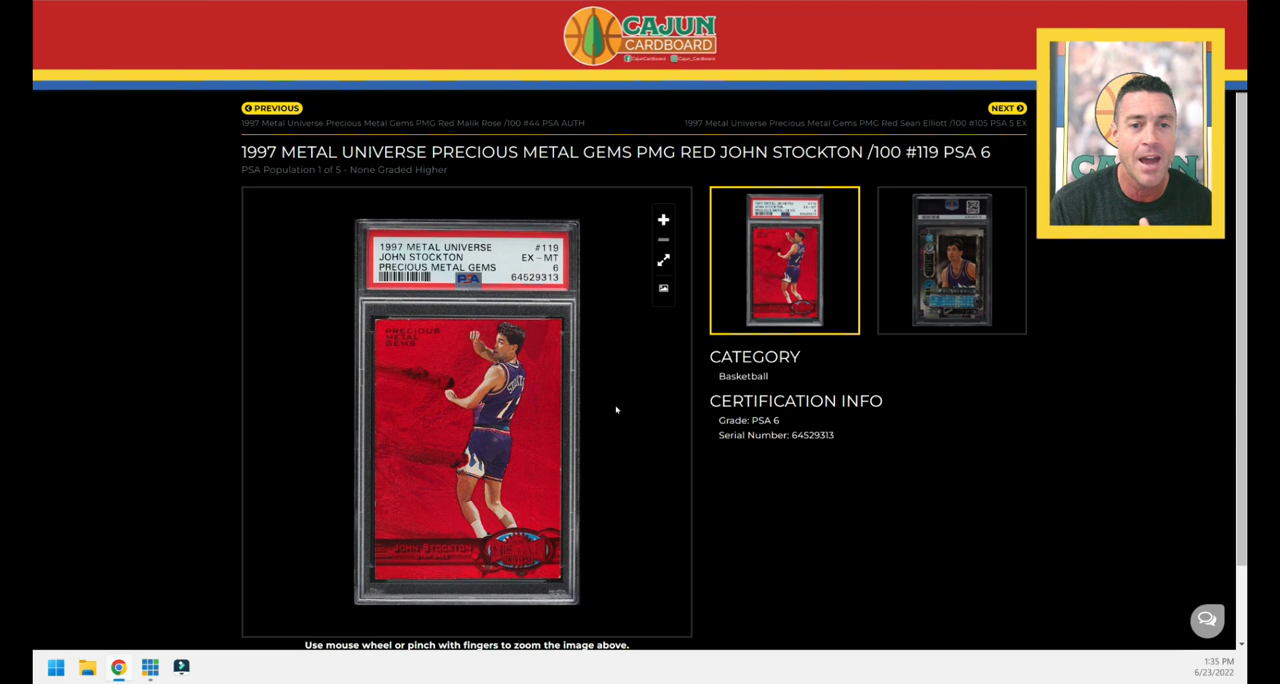 CAJUN
CARDBOARD
CajunCardboard Cajun_Cardboard
PREVIOUS
NEXT
1997 Metal Universe Precious Metal Gems PMG Red Malik Rose /100 #44 PSA AUTH
1997 Metal Universe Precious Metal Gems PMG Red Sean Elliott /100 #105 PSA 5 EX
1997 METAL UNIVERSE PRECIOUS METAL GEMS PMG RED JOHN STOCKTON /100 #119 PSA 6
PSA Population 1 of 5 - None Graded Higher
1997 METAL UNIVERSE #119
JOHN STOCKTON EX - MT
PRECIOUS METAL GEMS 6
PSA 64529313
PRECIOUS
METAL
GEMS
JOHN STOCKTON
CATEGORY
Basketball
CERTIFICATION INFO
Grade: PSA 6
Serial Number: 64529313
Use mouse wheel or pinch with fingers to zoom the image above.
1:35 PM
6/23/2022